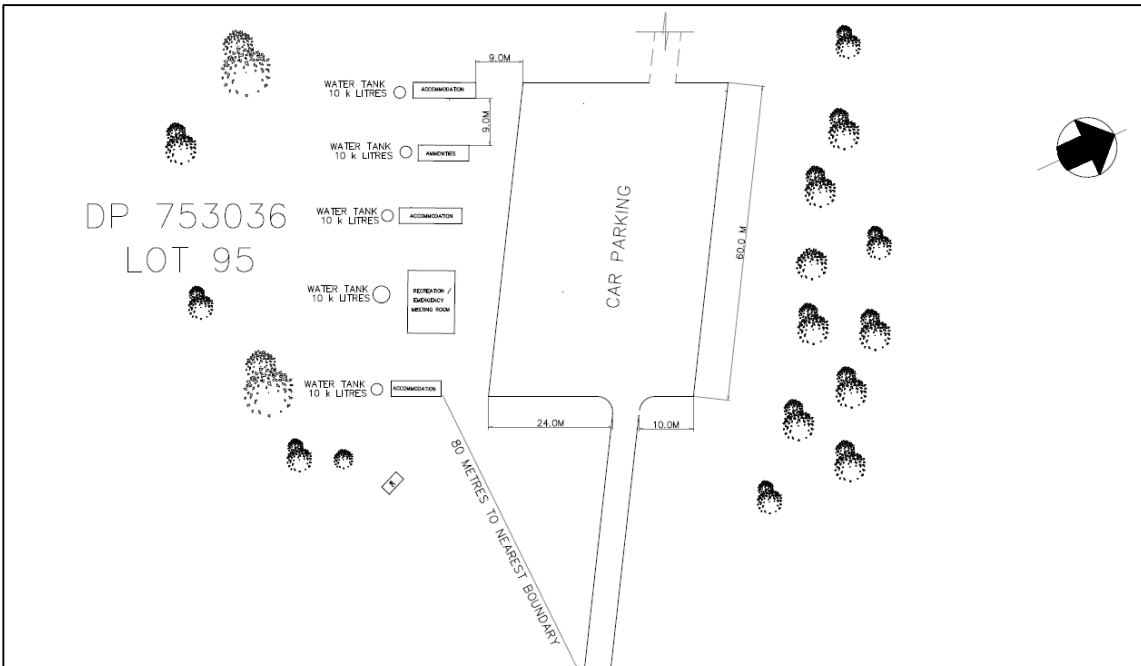 9.0M
WATER TANK
10 k LITRES
ACCOMMODATION
9.0M
WATER TANK
10 k LITRES
AMMENITIES
DP 753036
LOT 95
WATER TANK
10 k LITRES
ACCOMMODATION
CAR PARKING
60.0 M
WATER TANK
10 k LITRES
RECREATION /
EMERGENCY
MEETING ROOM
WATER TANK
10 k LITRES
ACCOMMODATION
24.0M
10.0M
80 METRES TO NEAREST BOUNDARY